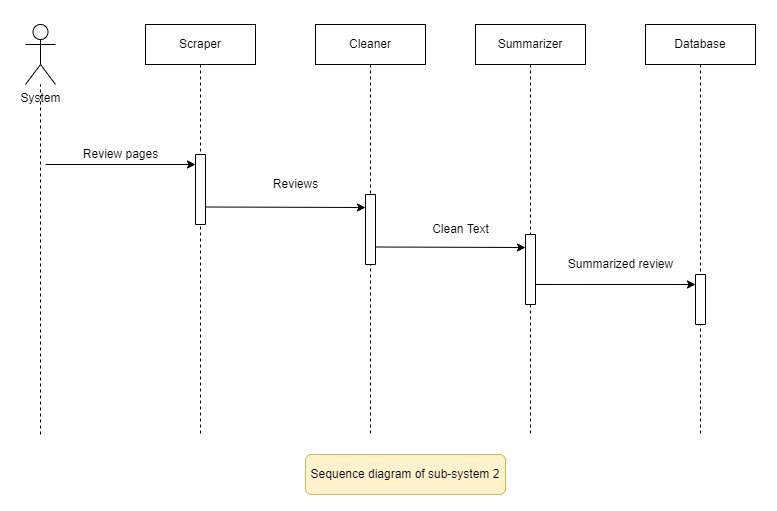 Scraper
Cleaner
Summarizer
Database
System
Review pages
Reviews
Clean Text
Summarized review
Sequence diagram of sub-system 2